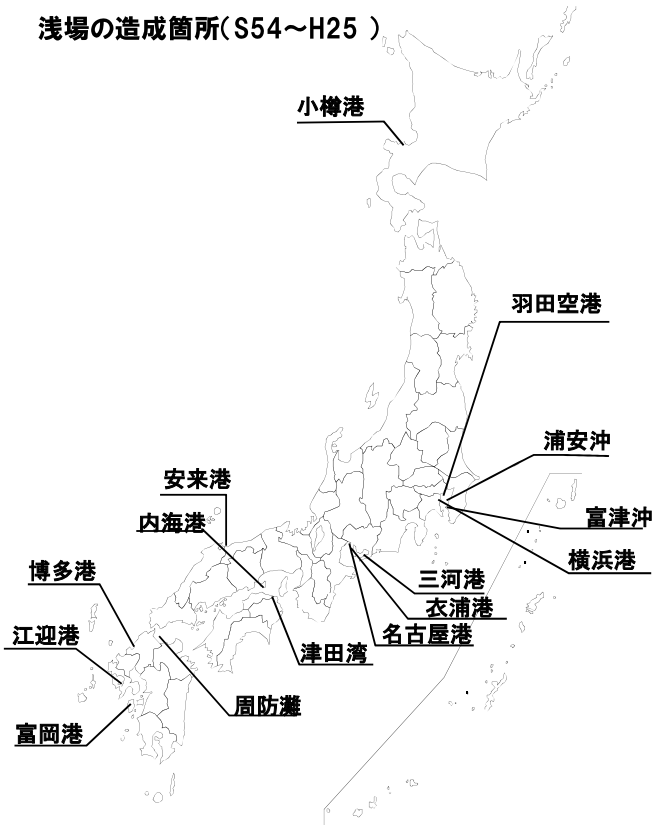 浅場の造成箇所(S54～H25 )
小樽港
羽田空港
浦安沖
安来港
内海港
富津沖
横浜港
博多港
三河港
衣浦港
江迎港
名古屋港
津田湾
周防灘
富岡港